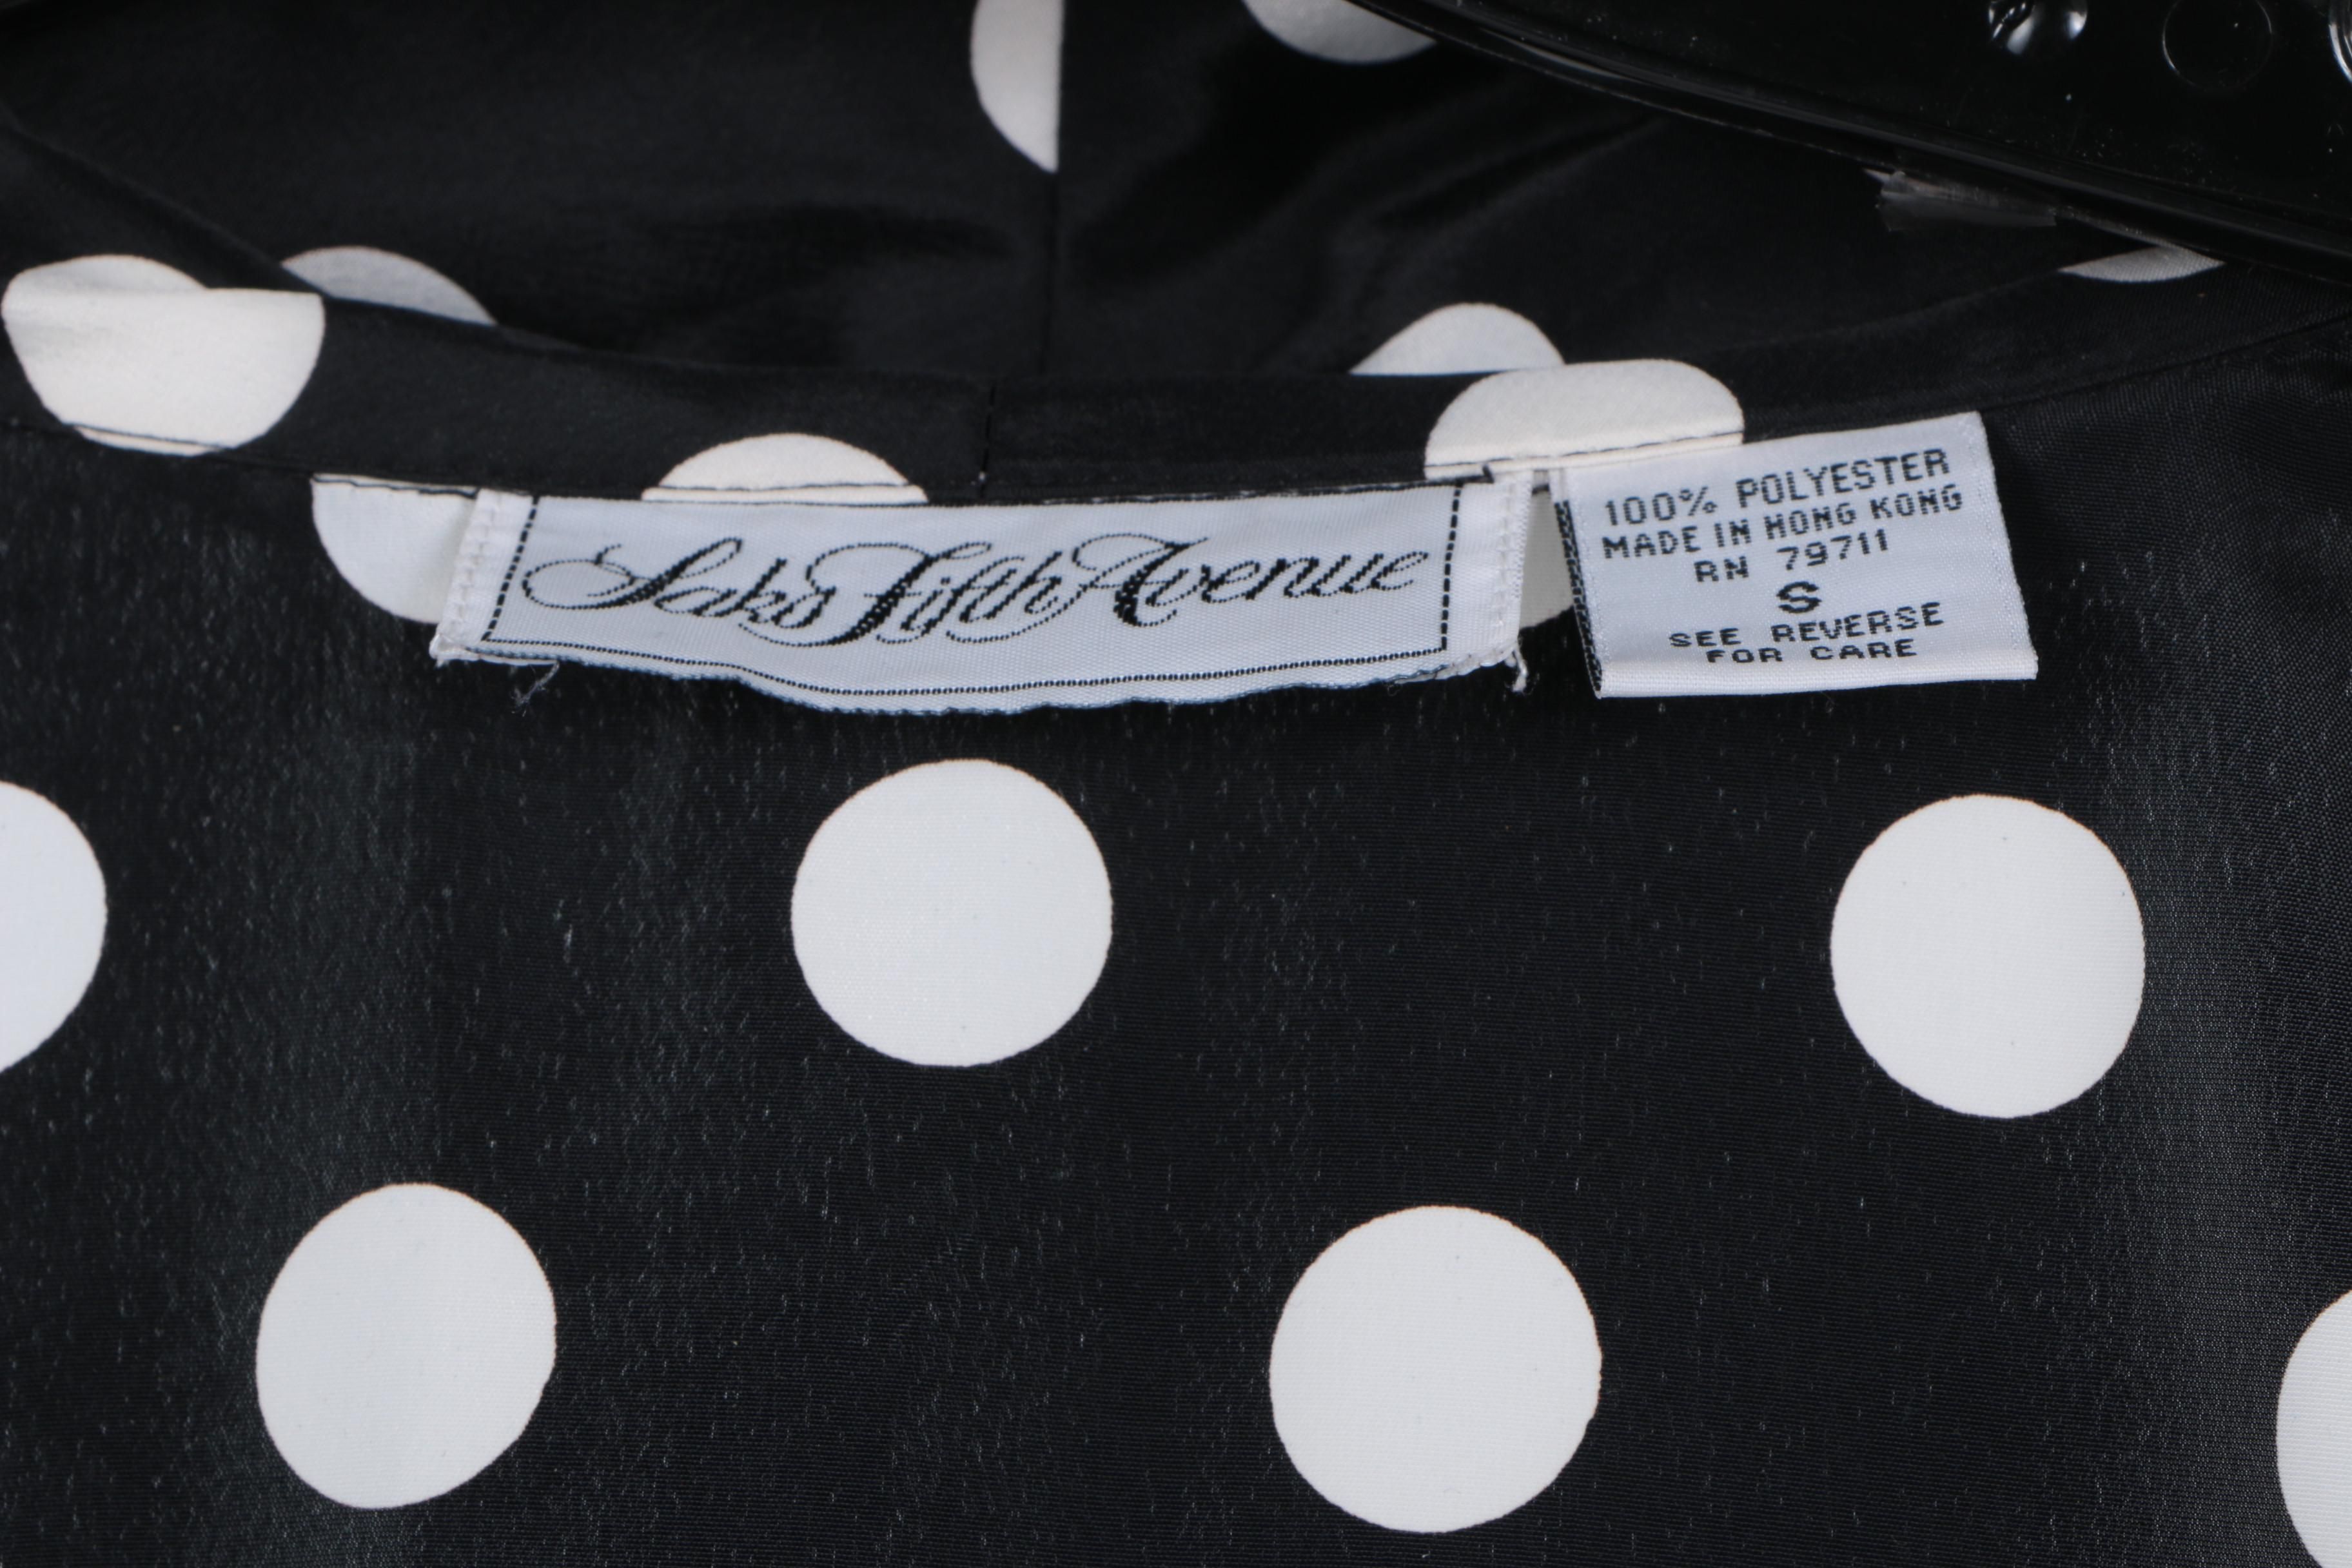 Saks Fifth Avenue
100% POLYESTER
MADE IN HONG KONG
RN 79711
S
SEE REVERSE
FOR CARE